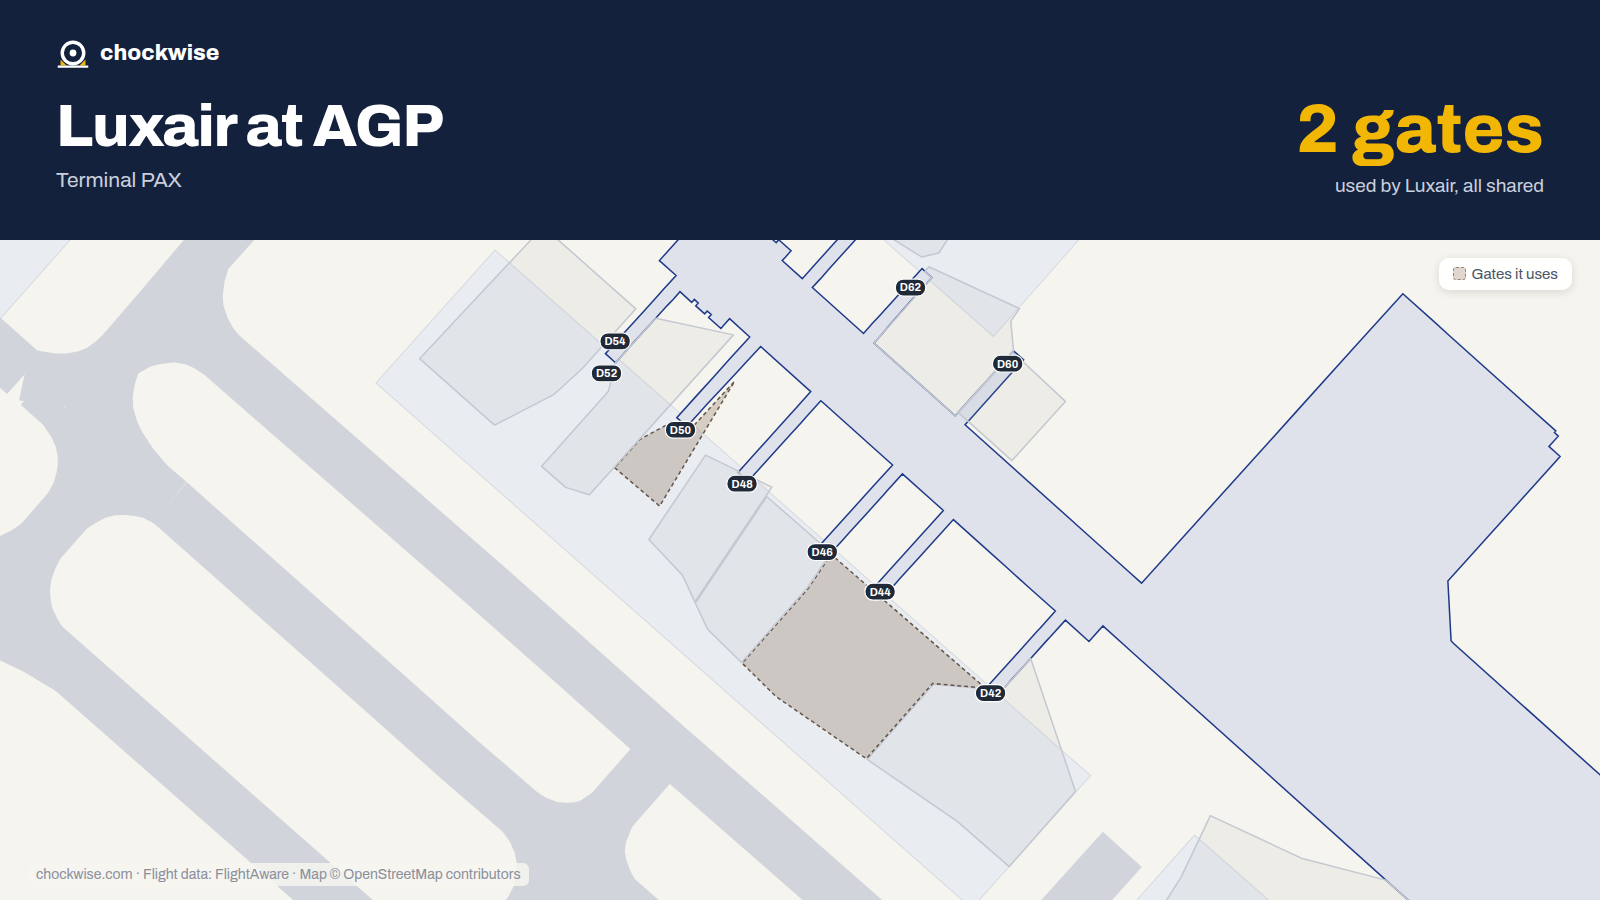 chockwise
Luxair at AGP
Terminal PAX
2 gates
used by Luxair, all shared
Gates it uses
D62
D54
D60
D52
D50
D48
D46
D44
D42
chockwise.com · Flight data: FlightAware · Map © OpenStreetMap contributors